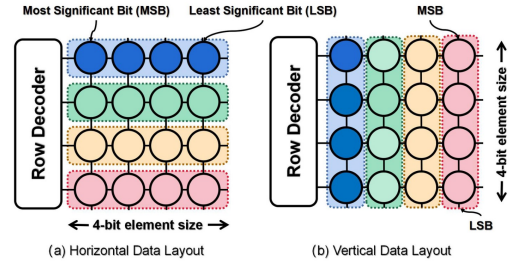 Most Significant Bit (MSB)
Least Significant Bit (LSB)
Row Decoder
4-bit element size
(a) Horizontal Data Layout
MSB
Row Decoder
4-bit element size
LSB
(b) Vertical Data Layout